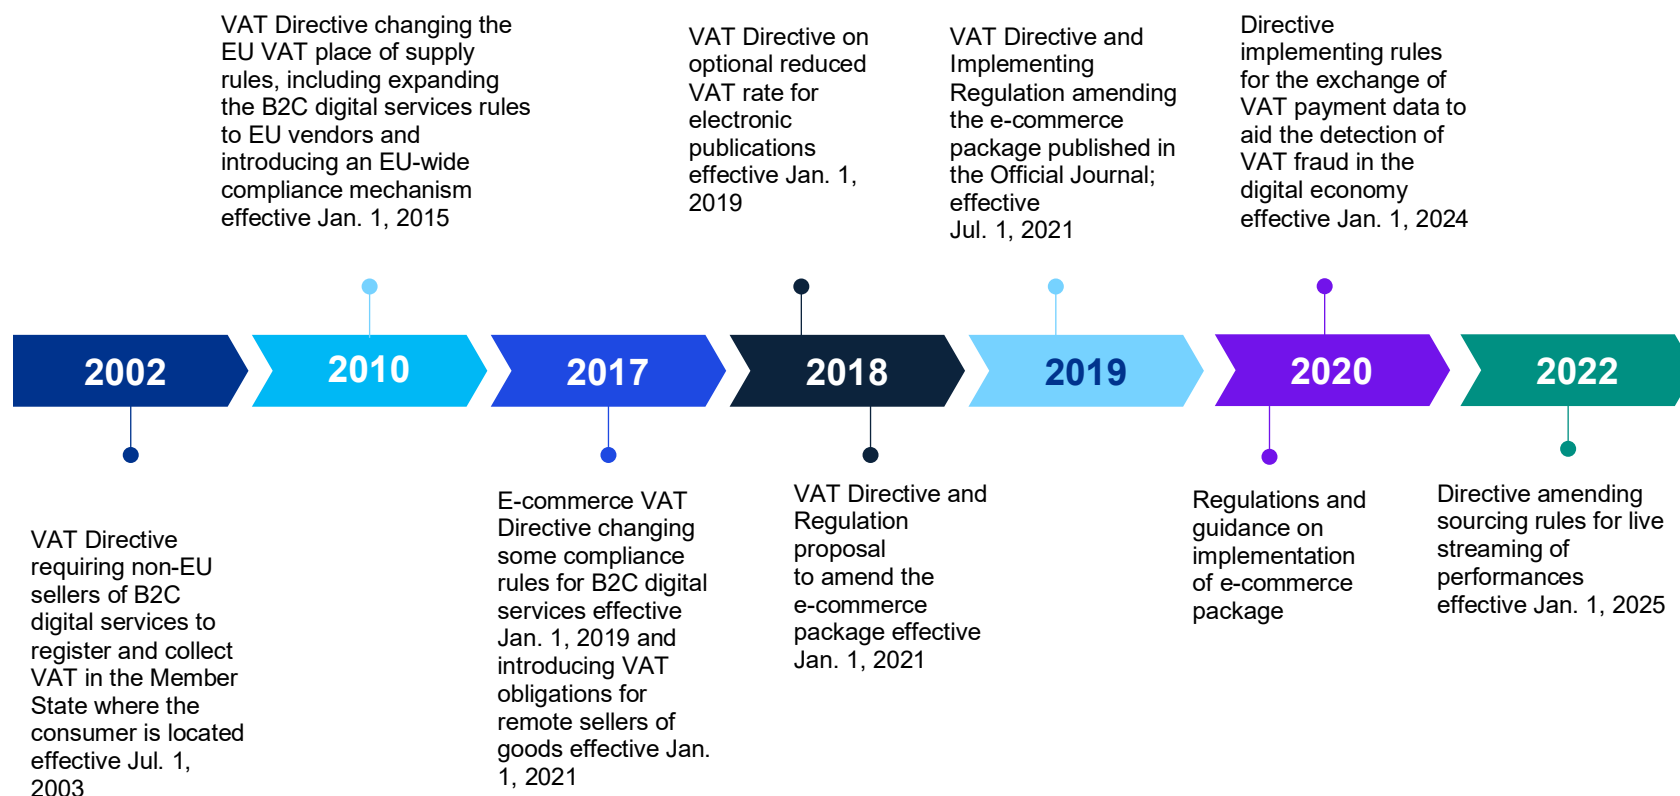 VAT Directive changing the
EU VAT place of supply
rules, including expanding
the B2C digital services rules
to EU vendors and
introducing an EU-wide
compliance mechanism
effective Jan. 1, 2015
VAT Directive on
optional reduced
VAT rate for
electronic
publications
effective Jan. 1,
2019
VAT Directive and
Implementing
Regulation amending
the e-commerce
package published in
the Official Journal;
effective
Jul. 1, 2021
Directive
implementing rules
for the exchange of
VAT payment data to
aid the detection of
VAT fraud in the
digital economy
effective Jan. 1, 2024
2002
2010
2017
2018
2019
2020
2022
VAT Directive
requiring non-EU
sellers of B2C
digital services to
register and collect
VAT in the Member
State where the
consumer is located
effective Jul. 1,
2003
E-commerce VAT
Directive changing
some compliance
rules for B2C digital
services effective
Jan. 1, 2019 and
introducing VAT
obligations for
remote sellers of
goods effective Jan.
1, 2021
VAT Directive and
Regulation
proposal
to amend the
e-commerce
package effective
Jan. 1, 2021
Regulations and
guidance on
implementation
of e-commerce
package
Directive amending
sourcing rules for live
streaming of
performances
effective Jan. 1, 2025